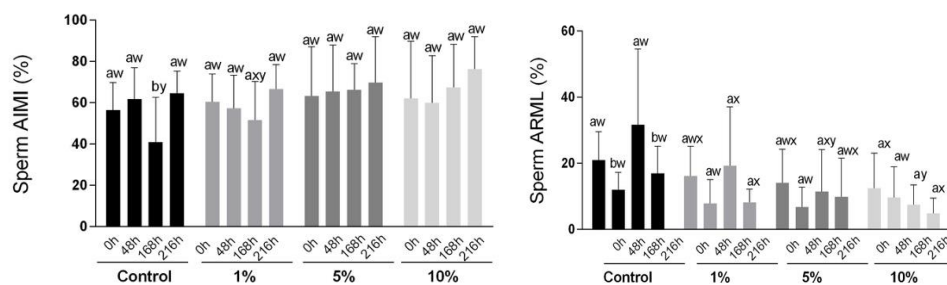 Sperm AIMI (%)
100
80
60
40
20
0
aw aw by aw
aw aw axy aw
aw aw aw aw
aw aw aw aw
0h 48h 168h 216h 0h 48h 168h 216h 0h 48h 168h 216h 0h 48h 168h 216h
Control 1% 5% 10%
Sperm ARML (%)
60
40
20
0
aw bw aw bw
awx aw ax ax
awx aw axy awx
ax aw ay ax
0h 48h 168h 216h 0h 48h 168h 216h 0h 48h 168h 216h 0h 48h 168h 216h
Control 1% 5% 10%